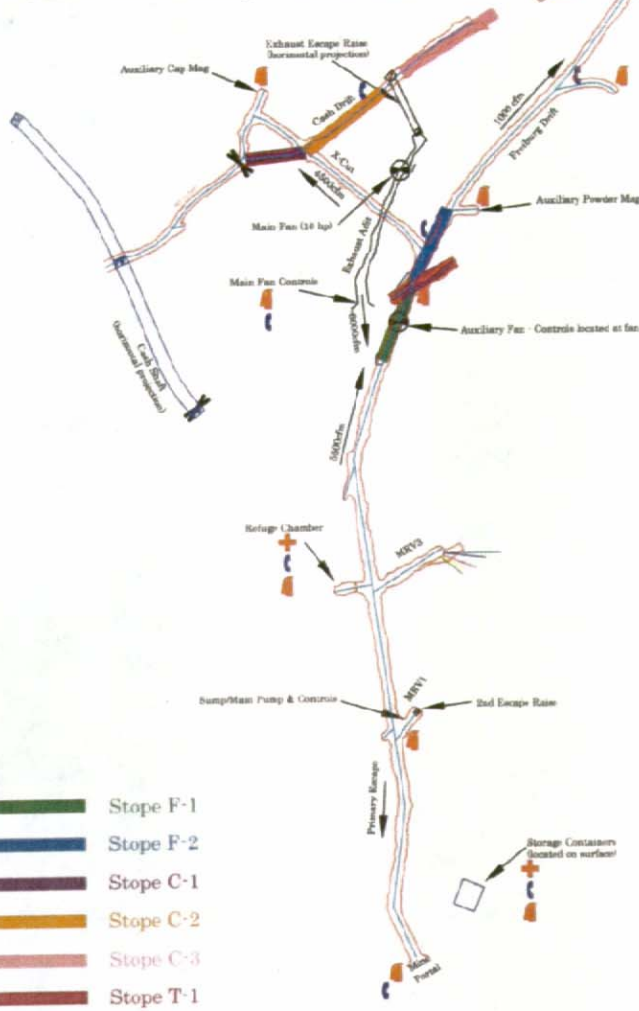 Exhaust Escape Raise
(horizontal projection)
Auxiliary Cap Mag
Cash Drift
X-Cut
4500cfm
1000 cfm
Freiburg Drift
Main Fan (10 hp)
Exhaust Adit
Auxiliary Powder Mag
Main Fan Controls
6000cfm
Auxiliary Fan - Controls located at fan
Cash Shaft
(horizontal projection)
5500cfm
Refuge Chamber
MRV3
Sump/Main Pump & Controls
MRV1
2nd Escape Raise
Primary Escape
Storage Containers
(located on surface)
Mine
Portal
Stope F-1
Stope F-2
Stope C-1
Stope C-2
Stope C-3
Stope T-1